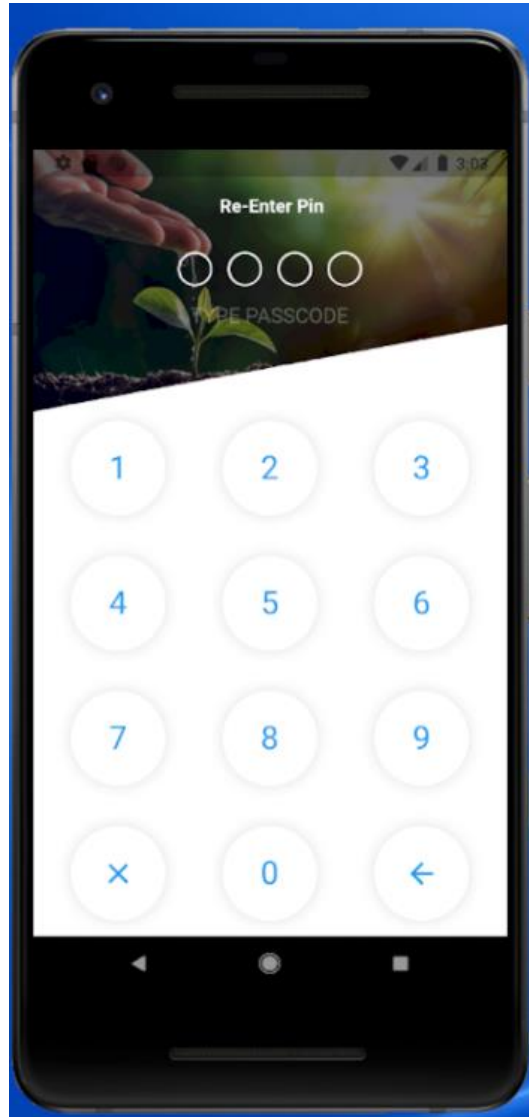 3:03
Re-Enter Pin
TYPE PASSCODE
1 2 3
4 5 6
7 8 9
× 0 ←